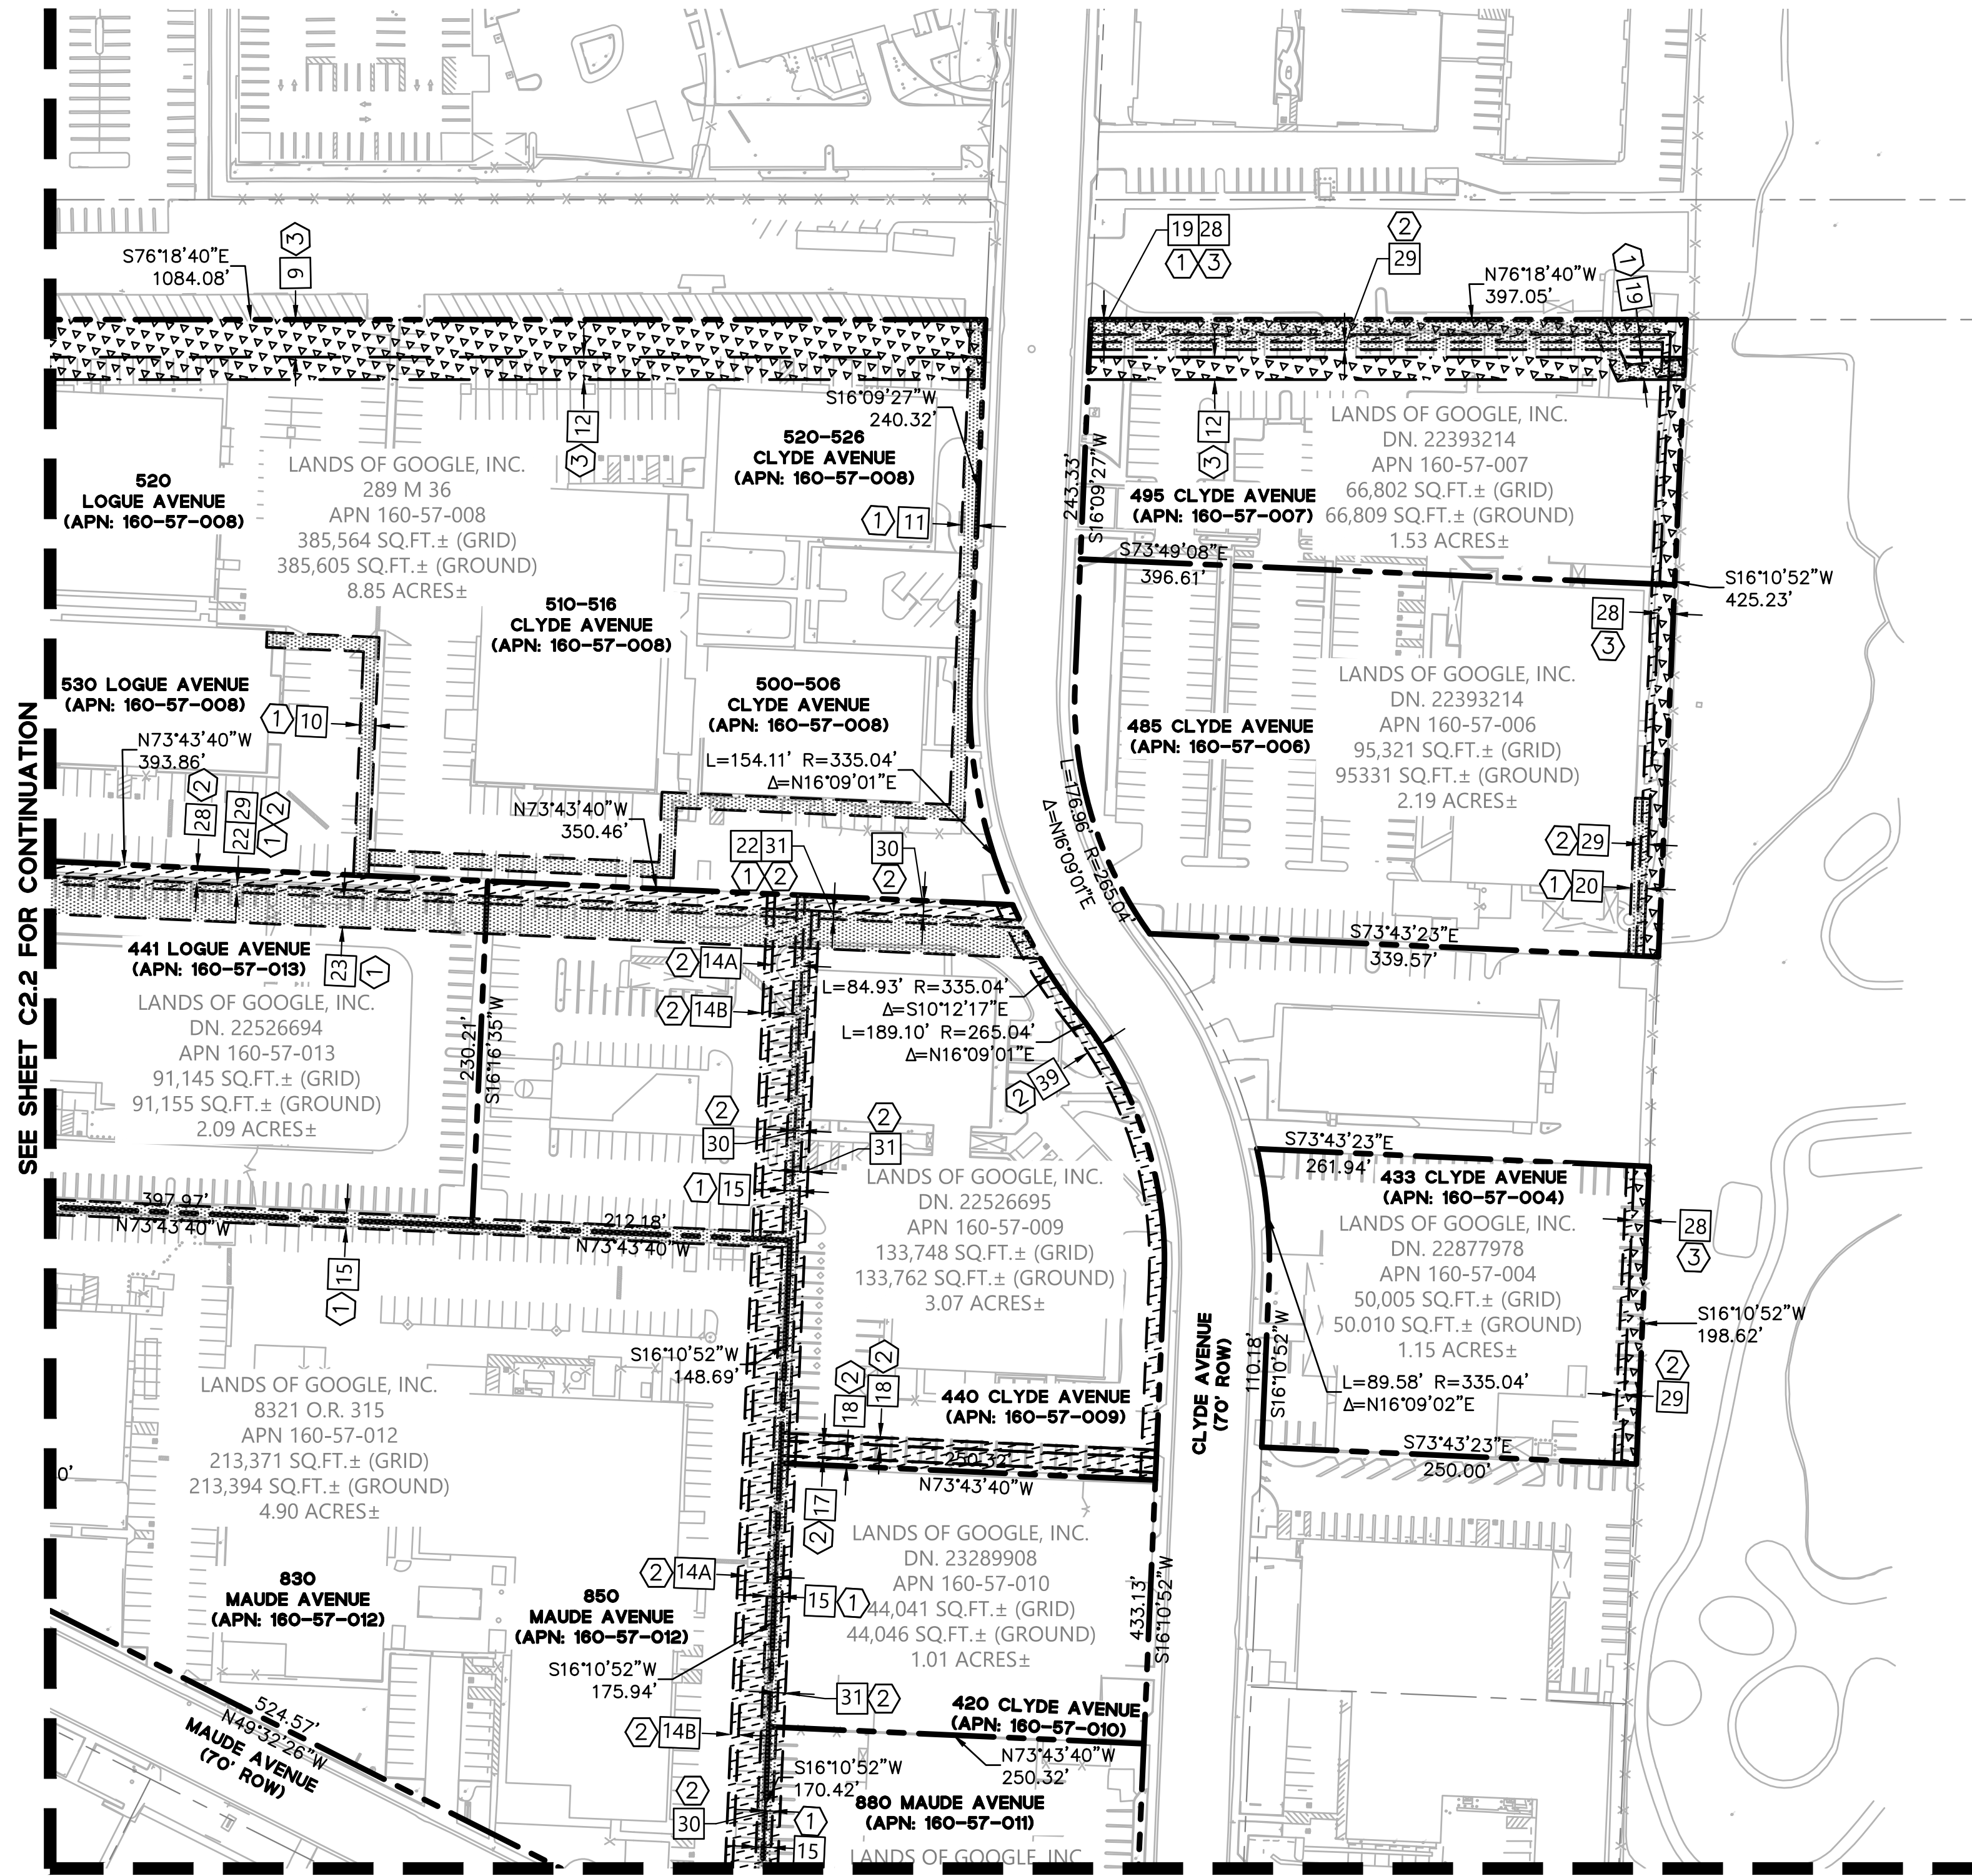 SEE SHEET C2.2 FOR CONTINUATION
S76°18'40"E
1084.08'
3
9
19 28
1 3
2
29
N76°18'40"W
397.05'
1
19
12
3
S16°09'27"W
240.32'
520-526
CLYDE AVENUE
(APN: 160-57-008)
1 11
520
LOGUE AVENUE
(APN: 160-57-008)
LANDS OF GOOGLE, INC.
289 M 36
APN 160-57-008
385,564 SQ.FT.± (GRID)
385,605 SQ.FT.± (GROUND)
8.85 ACRES±
510-516
CLYDE AVENUE
(APN: 160-57-008)
500-506
CLYDE AVENUE
(APN: 160-57-008)
L=154.11' R=335.04'
Δ=N16°09'01"E
530 LOGUE AVENUE
(APN: 160-57-008)
1 10
N73°43'40"W
393.86'
2
28
22 29
1 2
N73°43'40"W
350.46'
22 31
1 2
30
2
243.33'
S16°09'27"W
12
3
LANDS OF GOOGLE, INC.
DN. 22393214
APN 160-57-007
66,802 SQ.FT.± (GRID)
66,809 SQ.FT.± (GROUND)
1.53 ACRES±
495 CLYDE AVENUE
(APN: 160-57-007)
S73°49'08"E
396.61'
S16°10'52"W
425.23'
28
3
LANDS OF GOOGLE, INC.
DN. 22393214
APN 160-57-006
95,321 SQ.FT.± (GRID)
95331 SQ.FT.± (GROUND)
2.19 ACRES±
485 CLYDE AVENUE
(APN: 160-57-006)
L=176.96' R=265.04'
Δ=N16°09'01"E
2 29
1 20
S73°43'23"E
339.57'
441 LOGUE AVENUE
(APN: 160-57-013)
23
1
LANDS OF GOOGLE, INC.
DN. 22526694
APN 160-57-013
91,145 SQ.FT.± (GRID)
91,155 SQ.FT.± (GROUND)
2.09 ACRES±
230.21'
S16°16'35"W
2 14A
2 14B
L=84.93' R=335.04'
Δ=S10°12'17"E
L=189.10' R=265.04'
Δ=N16°09'01"E
2 39
2
30
2
31
1 15
397.97'
N73°43'40"W
15
1
212.18'
N73°43'40"W
LANDS OF GOOGLE, INC.
DN. 22526695
APN 160-57-009
133,748 SQ.FT.± (GRID)
133,762 SQ.FT.± (GROUND)
3.07 ACRES±
S73°43'23"E
261.94'
433 CLYDE AVENUE
(APN: 160-57-004)
LANDS OF GOOGLE, INC.
DN. 22877978
APN 160-57-004
50,005 SQ.FT.± (GRID)
50.010 SQ.FT.± (GROUND)
1.15 ACRES±
28
3
S16°10'52"W
198.62'
2
29
110.18'
S16°10'52"W
L=89.58' R=335.04'
Δ=N16°09'02"E
S73°43'23"E
250.00'
CLYDE AVENUE
(70' ROW)
S16°10'52"W
148.69'
2
18
2
18
440 CLYDE AVENUE
(APN: 160-57-009)
250.32'
N73°43'40"W
17
2
LANDS OF GOOGLE, INC.
8321 O.R. 315
APN 160-57-012
213,371 SQ.FT.± (GRID)
213,394 SQ.FT.± (GROUND)
4.90 ACRES±
0'
830
MAUDE AVENUE
(APN: 160-57-012)
850
MAUDE AVENUE
(APN: 160-57-012)
2 14A
15 1
LANDS OF GOOGLE, INC.
DN. 23289908
APN 160-57-010
44,041 SQ.FT.± (GRID)
44,046 SQ.FT.± (GROUND)
1.01 ACRES±
433.13'
S16°10'52"W
S16°10'52"W
175.94'
31 2
2 14B
420 CLYDE AVENUE
(APN: 160-57-010)
N73°43'40"W
250.32'
524.57'
N49°32'26"W
MAUDE AVENUE
(70' ROW)
S16°10'52"W
170.42'
2
30
1
15
880 MAUDE AVENUE
(APN: 160-57-011)
LANDS OF GOOGLE, INC